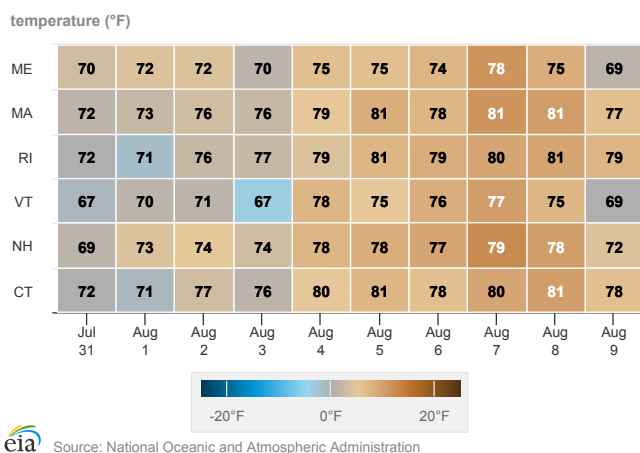 temperature (°F)
ME 70 72 72 70 75 75 74 78 75 69
MA 72 73 76 76 79 81 78 81 81 77
RI 72 71 76 77 79 81 79 80 81 79
VT 67 70 71 67 78 75 76 77 75 69
NH 69 73 74 74 78 78 77 79 78 72
CT 72 71 77 76 80 81 78 80 81 78
Jul Aug Aug Aug Aug Aug Aug Aug Aug Aug
31 1 2 3 4 5 6 7 8 9
-20°F 0°F 20°F
eia Source: National Oceanic and Atmospheric Administration